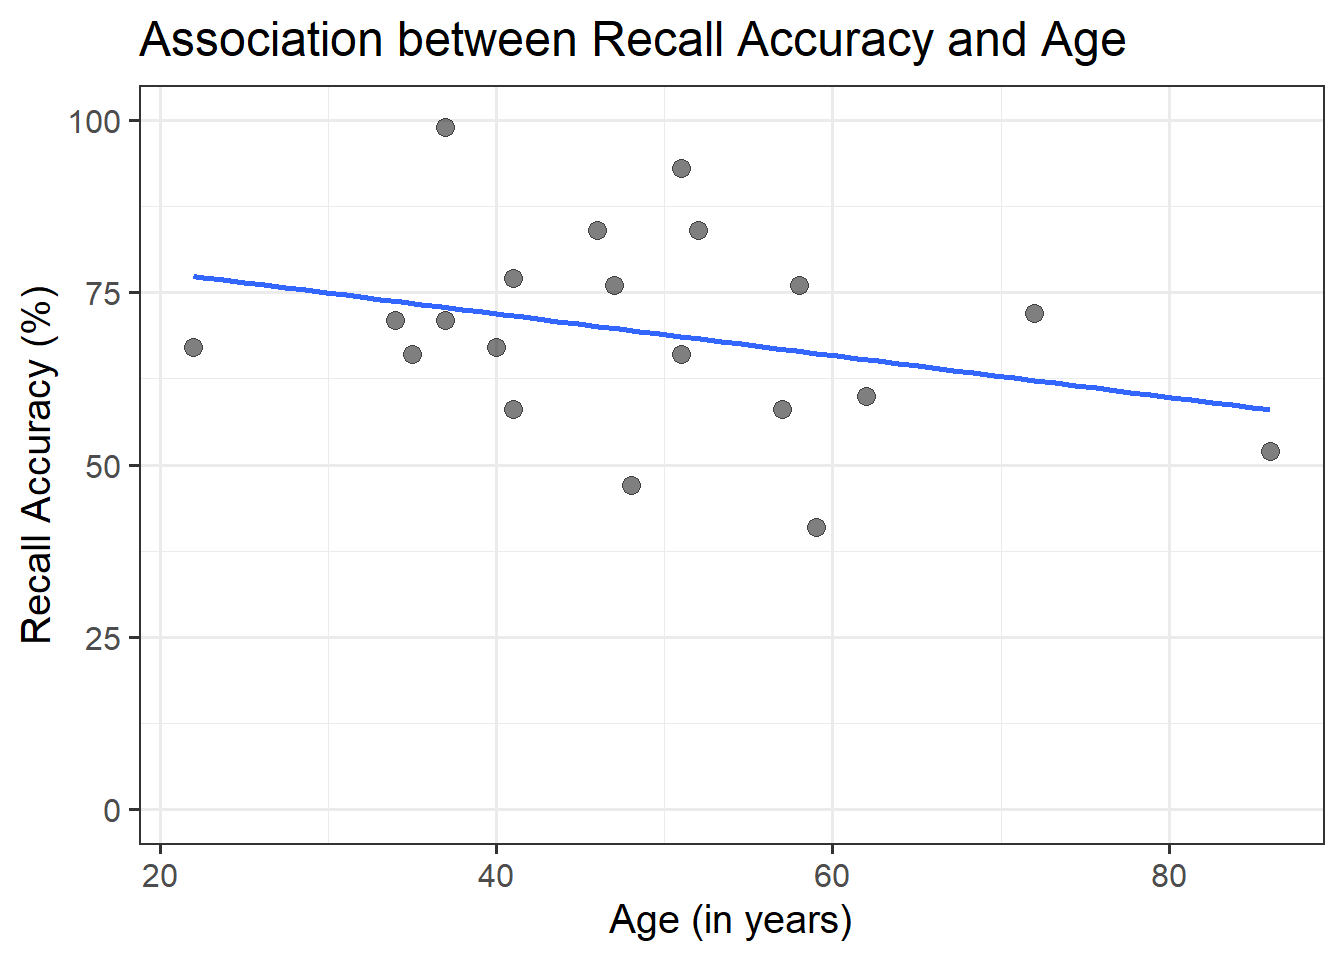 Association between Recall Accuracy and Age
Recall Accuracy (%)
100
75
50
25
0
20 40 60 80
Age (in years)